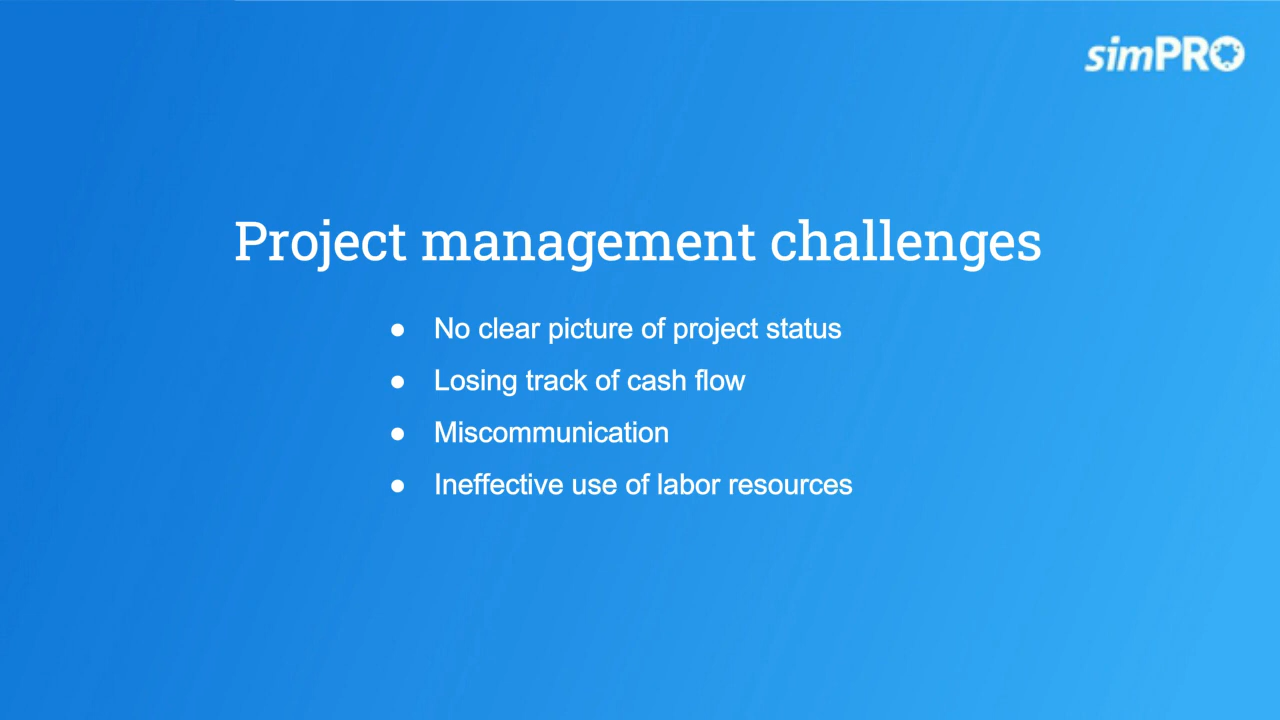 simPRO
Project management challenges
● No clear picture of project status
● Losing track of cash flow
● Miscommunication
● Ineffective use of labor resources